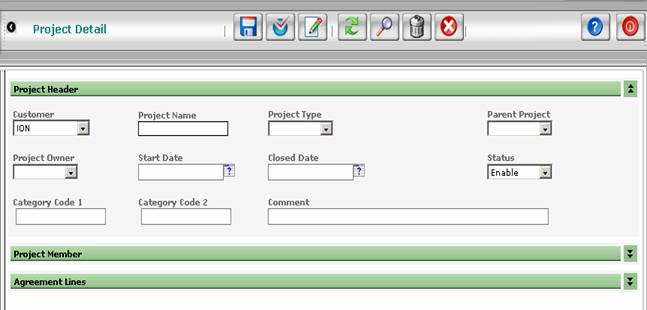 Project Detail
Project Header
Customer Project Name Project Type Parent Project
ION
Project Owner Start Date Closed Date Status
Enable
Category Code 1 Category Code 2 Comment
Project Member
Agreement Lines